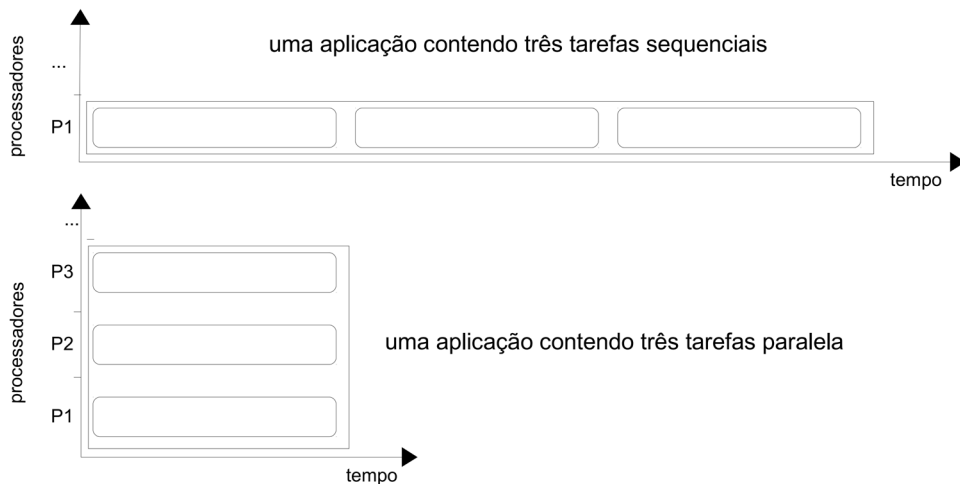 uma aplicação contendo três tarefas sequenciais
processadores
...
P1
tempo
...
processadores
P3
P2
P1
uma aplicação contendo três tarefas paralela
tempo